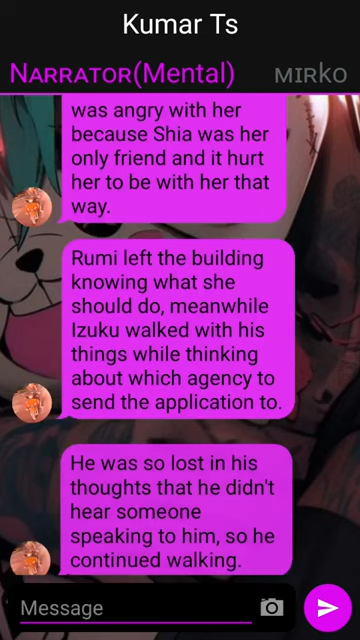 Kumar Ts
NARRATOR(Mental) MIRKO
was angry with her
because Shia was her
only friend and it hurt
her to be with her that
way.
Rumi left the building
knowing what she
should do, meanwhile
Izuku walked with his
things while thinking
about which agency to
send the application to.
He was so lost in his
thoughts that he didn't
hear someone
speaking to him, so he
continued walking.
Message